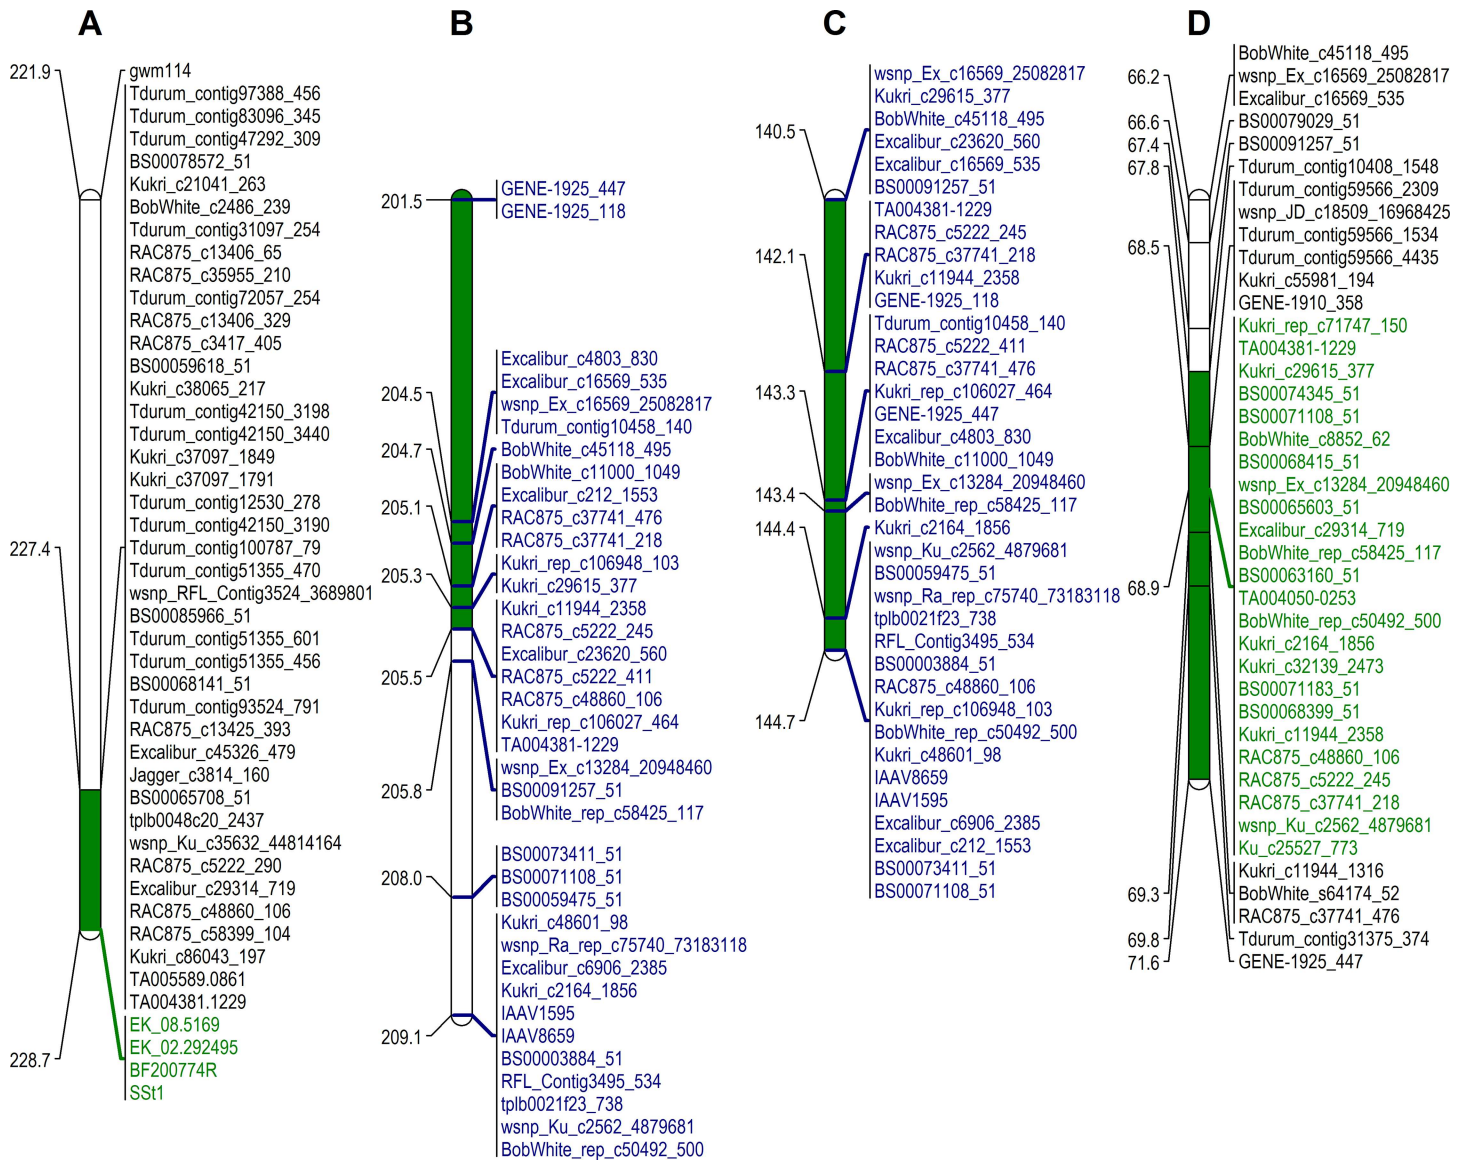 A
221.9
227.4
228.7
gwm114
Tdurum_contig97388_456
Tdurum_contig83096_345
Tdurum_contig47292_309
BS00078572_51
Kukri_c21041_263
BobWhite_c2486_239
Tdurum_contig31097_254
RAC875_c13406_65
RAC875_c35955_210
Tdurum_contig72057_254
RAC875_c13406_329
RAC875_c3417_405
BS00059618_51
Kukri_c38065_217
Tdurum_contig42150_3198
Tdurum_contig42150_3440
Kukri_c37097_1849
Kukri_c37097_1791
Tdurum_contig12530_278
Tdurum_contig42150_3190
Tdurum_contig100787_79
Tdurum_contig51355_470
wsnp_RFL_Contig3524_3689801
BS00085966_51
Tdurum_contig51355_601
Tdurum_contig51355_456
BS00068141_51
Tdurum_contig93524_791
RAC875_c13425_393
Excalibur_c45326_479
Jagger_c3814_160
BS00065708_51
tplb0048c20_2437
wsnp_Ku_c35632_44814164
RAC875_c5222_290
Excalibur_c29314_719
RAC875_c48860_106
RAC875_c58399_104
Kukri_c86043_197
TA005589.0861
TA004381.1229
EK_08.5169
EK_02.292495
BF200774R
SSt1
B
201.5
204.5
204.7
205.1
205.3
205.5
205.8
208.0
209.1
GENE-1925_447
GENE-1925_118
Excalibur_c4803_830
Excalibur_c16569_535
wsnp_Ex_c16569_25082817
Tdurum_contig10458_140
BobWhite_c45118_495
BobWhite_c11000_1049
Excalibur_c212_1553
RAC875_c37741_476
RAC875_c37741_218
Kukri_rep_c106948_103
Kukri_c29615_377
Kukri_c11944_2358
RAC875_c5222_245
Excalibur_c23620_560
RAC875_c5222_411
RAC875_c48860_106
Kukri_rep_c106027_464
TA004381-1229
wsnp_Ex_c13284_20948460
BS00091257_51
BobWhite_rep_c58425_117
BS00073411_51
BS00071108_51
BS00059475_51
Kukri_c48601_98
wsnp_Ra_rep_c75740_73183118
Excalibur_c6906_2385
Kukri_c2164_1856
IAAV1595
IAAV8659
BS00003884_51
RFL_Contig3495_534
tplb0021f23_738
wsnp_Ku_c2562_4879681
BobWhite_rep_c50492_500
C
140.5
142.1
143.3
143.4
144.4
144.7
wsnp_Ex_c16569_25082817
Kukri_c29615_377
BobWhite_c45118_495
Excalibur_c23620_560
Excalibur_c16569_535
BS00091257_51
TA004381-1229
RAC875_c5222_245
RAC875_c37741_218
Kukri_c11944_2358
GENE-1925_118
Tdurum_contig10458_140
RAC875_c5222_411
RAC875_c37741_476
Kukri_rep_c106027_464
GENE-1925_447
Excalibur_c4803_830
BobWhite_c11000_1049
wsnp_Ex_c13284_20948460
BobWhite_rep_c58425_117
Kukri_c2164_1856
wsnp_Ku_c2562_4879681
BS00059475_51
wsnp_Ra_rep_c75740_73183118
tplb0021f23_738
RFL_Contig3495_534
BS00003884_51
RAC875_c48860_106
Kukri_rep_c106948_103
BobWhite_rep_c50492_500
Kukri_c48601_98
IAAV8659
IAAV1595
Excalibur_c6906_2385
Excalibur_c212_1553
BS00073411_51
BS00071108_51
D
66.2
66.6
67.4
67.8
68.5
68.9
69.3
69.8
71.6
BobWhite_c45118_495
wsnp_Ex_c16569_25082817
Excalibur_c16569_535
BS00079029_51
BS00091257_51
Tdurum_contig10408_1548
Tdurum_contig59566_2309
wsnp_JD_c18509_16968425
Tdurum_contig59566_1534
Tdurum_contig59566_4435
Kukri_c55981_194
GENE-1910_358
Kukri_rep_c71747_150
TA004381-1229
Kukri_c29615_377
BS00074345_51
BS00071108_51
BobWhite_c8852_62
BS00068415_51
wsnp_Ex_c13284_20948460
BS00065603_51
Excalibur_c29314_719
BobWhite_rep_c58425_117
BS00063160_51
TA004050-0253
BobWhite_rep_c50492_500
Kukri_c2164_1856
Kukri_c32139_2473
BS00071183_51
BS00068399_51
Kukri_c11944_2358
RAC875_c48860_106
RAC875_c5222_245
RAC875_c37741_218
wsnp_Ku_c2562_4879681
Ku_c25527_773
Kukri_c11944_1316
BobWhite_s64174_52
RAC875_c37741_476
Tdurum_contig31375_374
GENE-1925_447